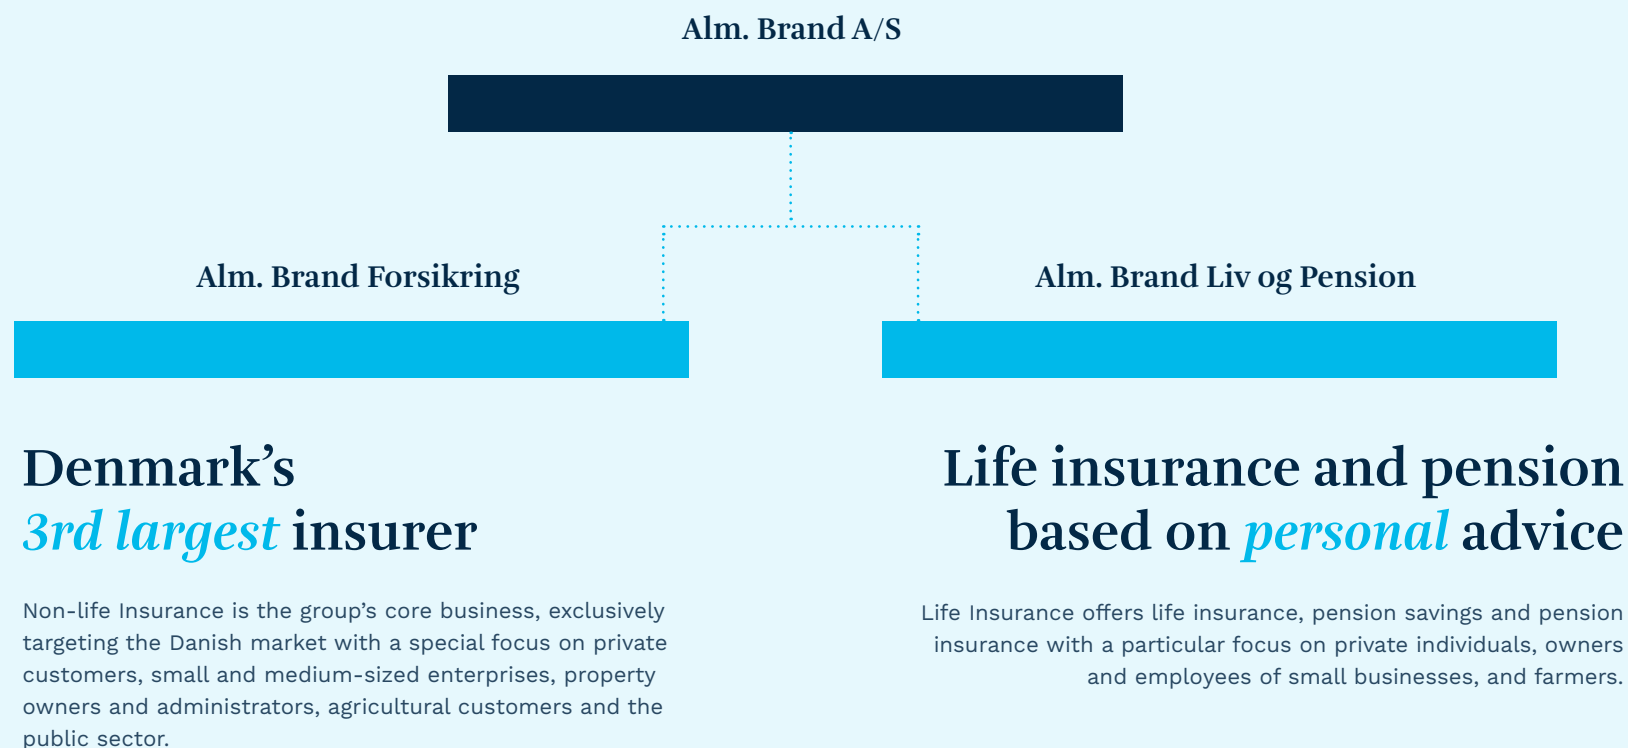 Alm. Brand A/S
Alm. Brand Forsikring
Alm. Brand Liv og Pension
Denmark’s
3rd largest insurer
Non-life Insurance is the group’s core business, exclusively
targeting the Danish market with a special focus on private
customers, small and medium-sized enterprises, property
owners and administrators, agricultural customers and the
public sector.
Life insurance and pension
based on personal advice
Life Insurance offers life insurance, pension savings and pension
insurance with a particular focus on private individuals, owners
and employees of small businesses, and farmers.